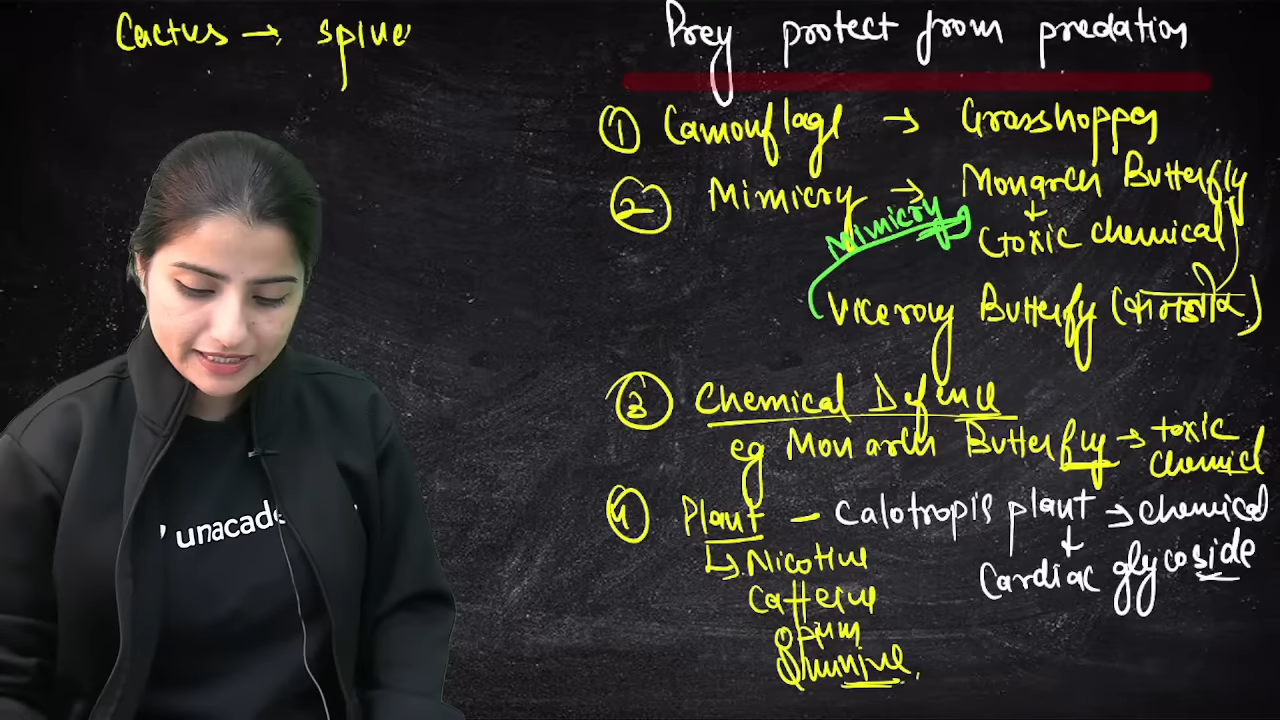 Cactus → spine
Prey protect from predation
① Camouflage → Grasshopper
② Mimicry → Monarch Butterfly
Mimicry
(toxic chemical)
Viceroy Butterfly
③ Chemical Defence
eg Monarch Butterfly → toxic
chemical
④ Plant — Calotropis plant → chemical
↓
Cardiac glycoside
↳ Nicotine
Caffeine
Opium
Quinine
unacade